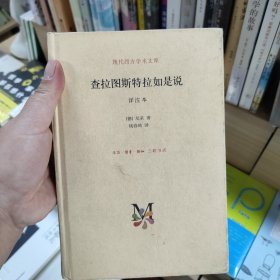 现代西方学术文库
查拉图斯特拉如是说
详注本
[德] 尼采 著
钱春绮 译
生活·读书·新知 三联书店